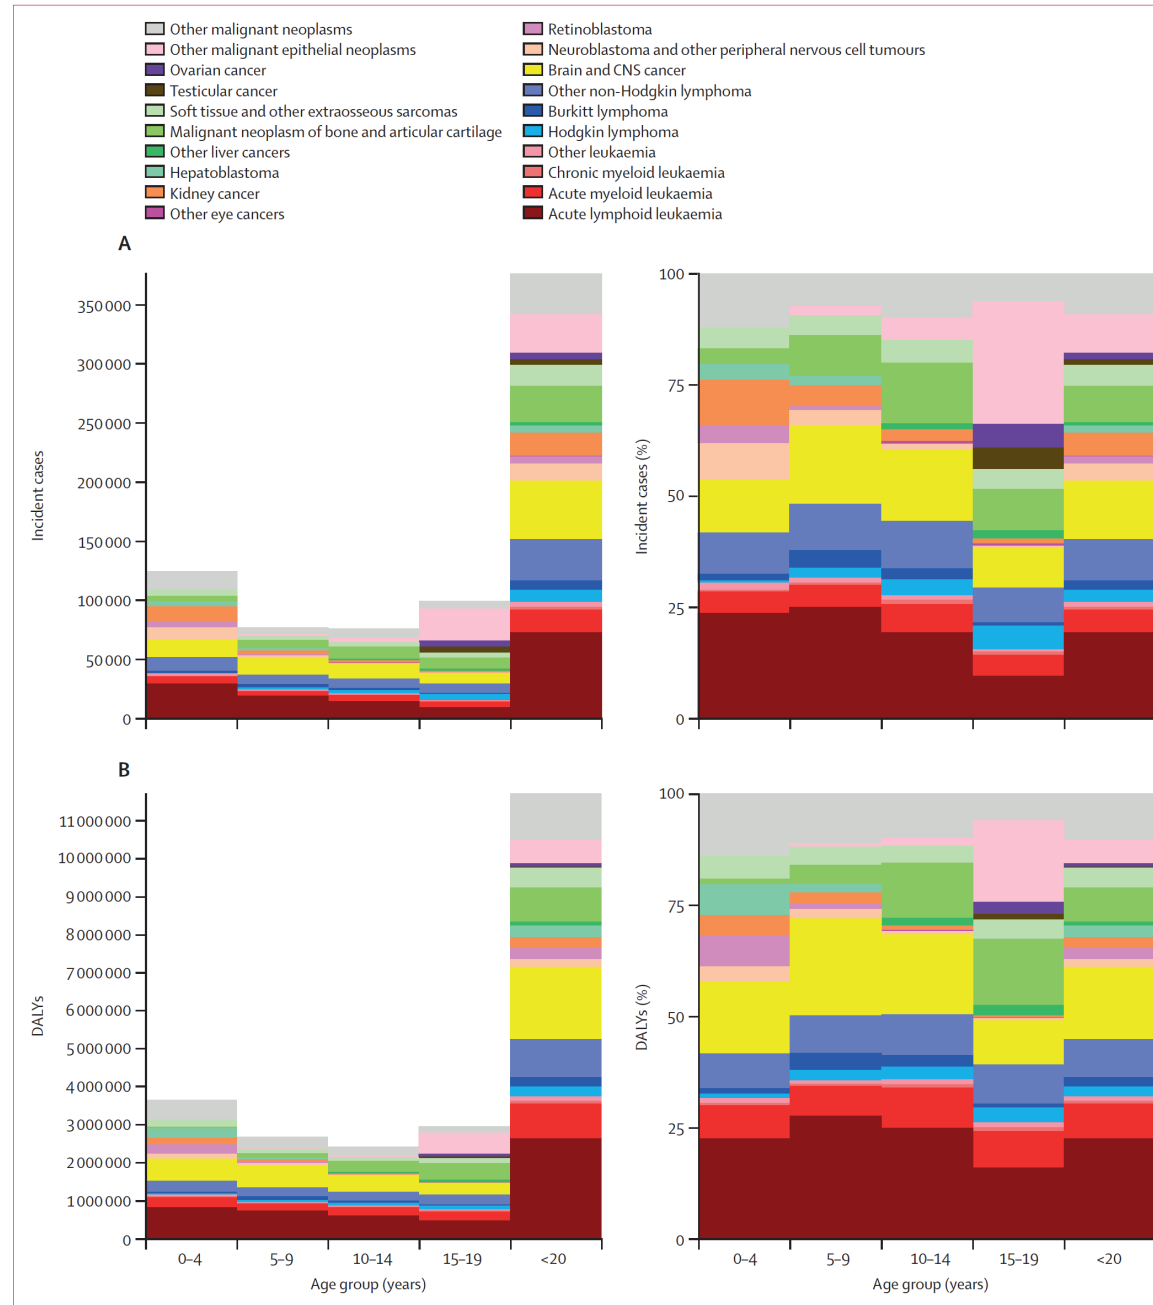 Other malignant neoplasms
Other malignant epithelial neoplasms
Ovarian cancer
Testicular cancer
Soft tissue and other extraosseous sarcomas
Malignant neoplasm of bone and articular cartilage
Other liver cancers
Hepatoblastoma
Kidney cancer
Other eye cancers
Retinoblastoma
Neuroblastoma and other peripheral nervous cell tumours
Brain and CNS cancer
Other non-Hodgkin lymphoma
Burkitt lymphoma
Hodgkin lymphoma
Other leukaemia
Chronic myeloid leukaemia
Acute myeloid leukaemia
Acute lymphoid leukaemia
A
Incident cases
350 000
300 000
250 000
200 000
150 000
100 000
50 000
0
Incident cases (%)
100
75
50
25
0
B
DALYs
11 000 000
10 000 000
9 000 000
8 000 000
7 000 000
6 000 000
5 000 000
4 000 000
3 000 000
2 000 000
1 000 000
0
0–4
5–9
10–14
15–19
<20
Age group (years)
DALYs (%)
100
75
50
25
0
0–4
5–9
10–14
15–19
<20
Age group (years)